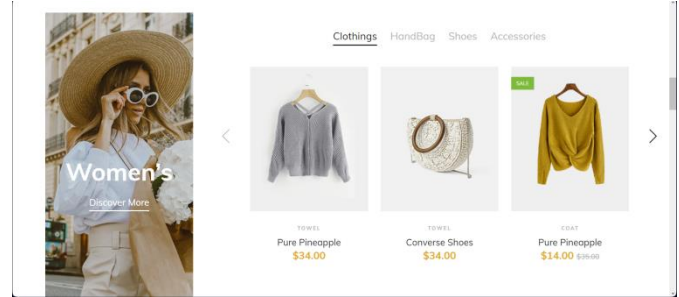 Clothings HandBag Shoes Accessories
Women's
Discover More
SALE
TOWEL
Pure Pineapple
$34.00
TOWEL
Converse Shoes
$34.00
COAT
Pure Pineapple
$14.00 $35.00